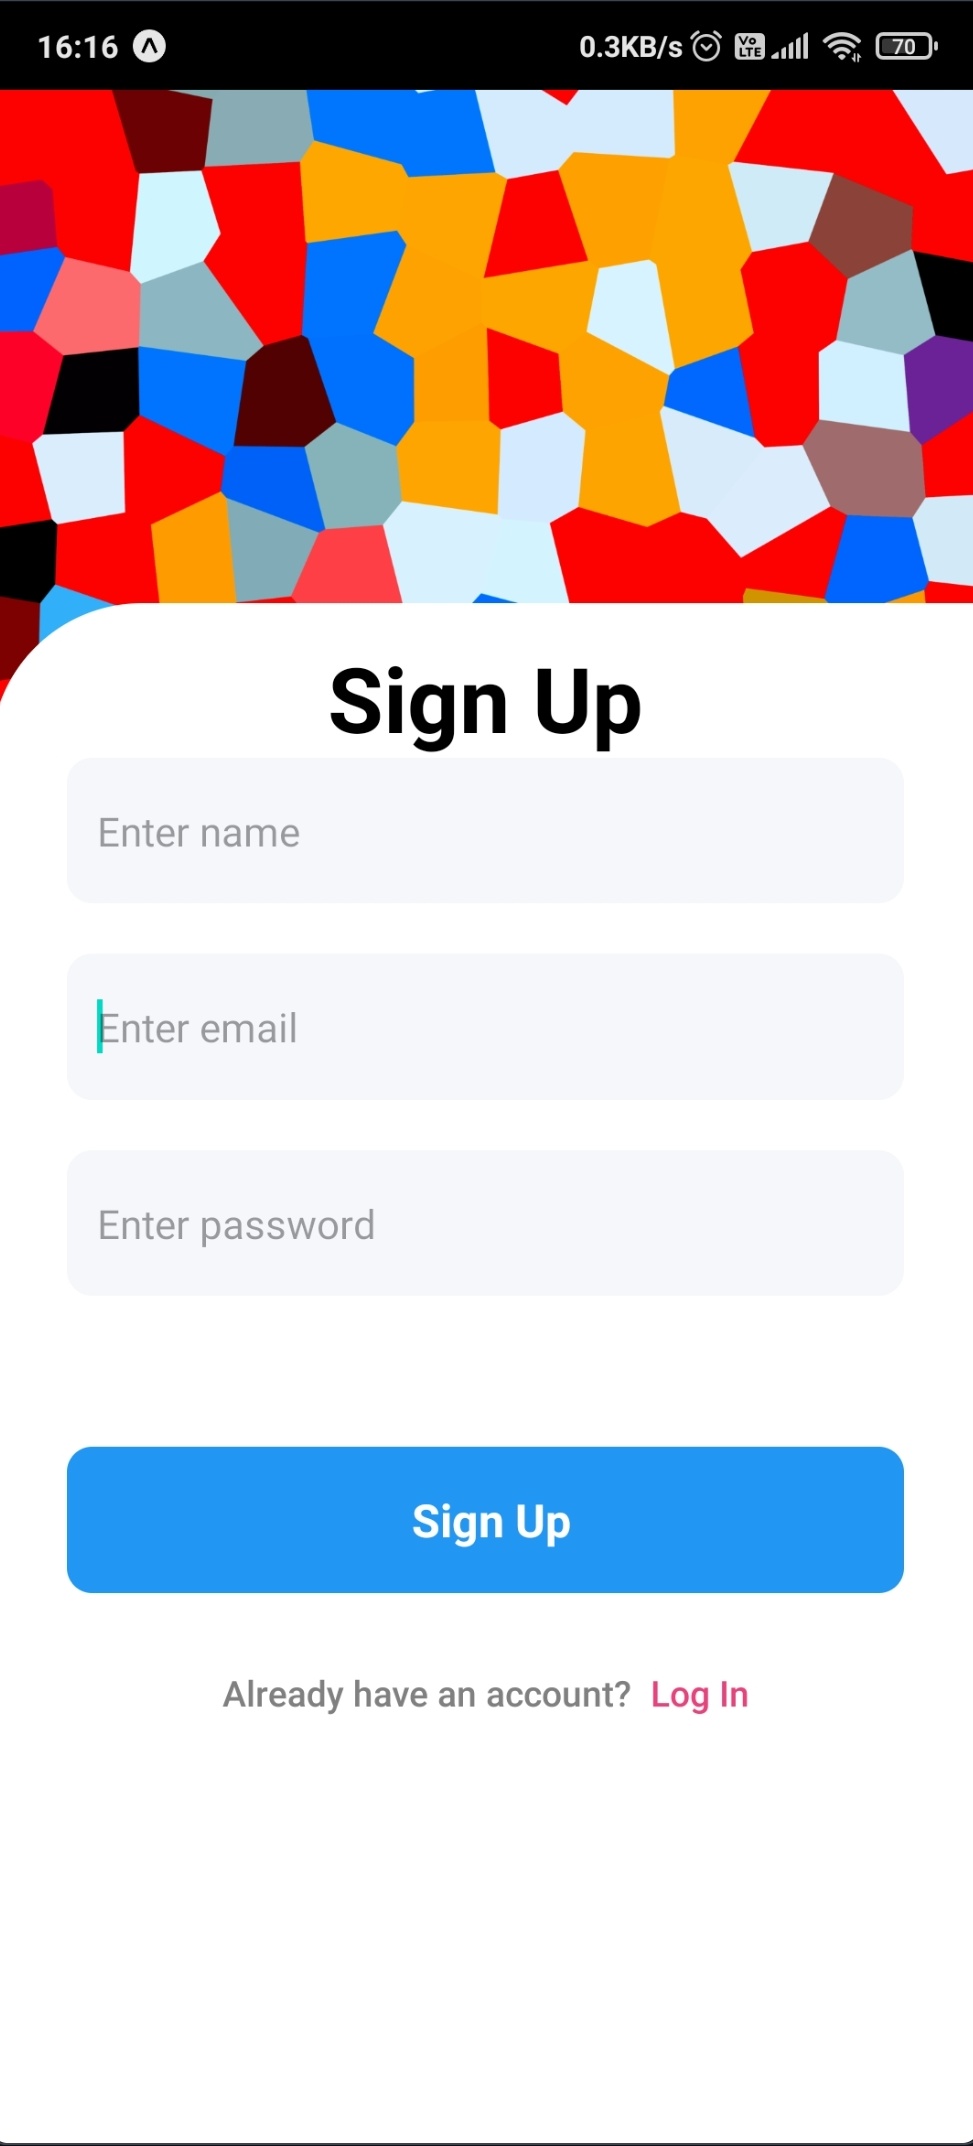 16:16 0.3KB/s Vo LTE 70
Sign Up
Enter name
Enter email
Enter password
Sign Up
Already have an account? Log In